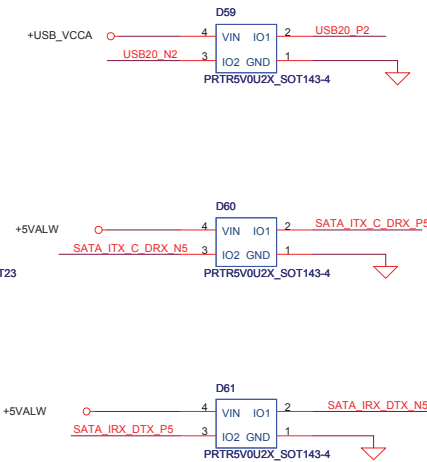 D59
+USB_VCCA 4 VIN IO1 2 USB20_P2
USB20_N2 3 IO2 GND 1
PRTR5V0U2X_SOT143-4
D60
+5VALW 4 VIN IO1 2 SATA_ITX_C_DRX_P5
SATA_ITX_C_DRX_N5 3 IO2 GND 1
T23 PRTR5V0U2X_SOT143-4
D61
+5VALW 4 VIN IO1 2 SATA_IRX_DTX_N5
SATA_IRX_DTX_P5 3 IO2 GND 1
PRTR5V0U2X_SOT143-4